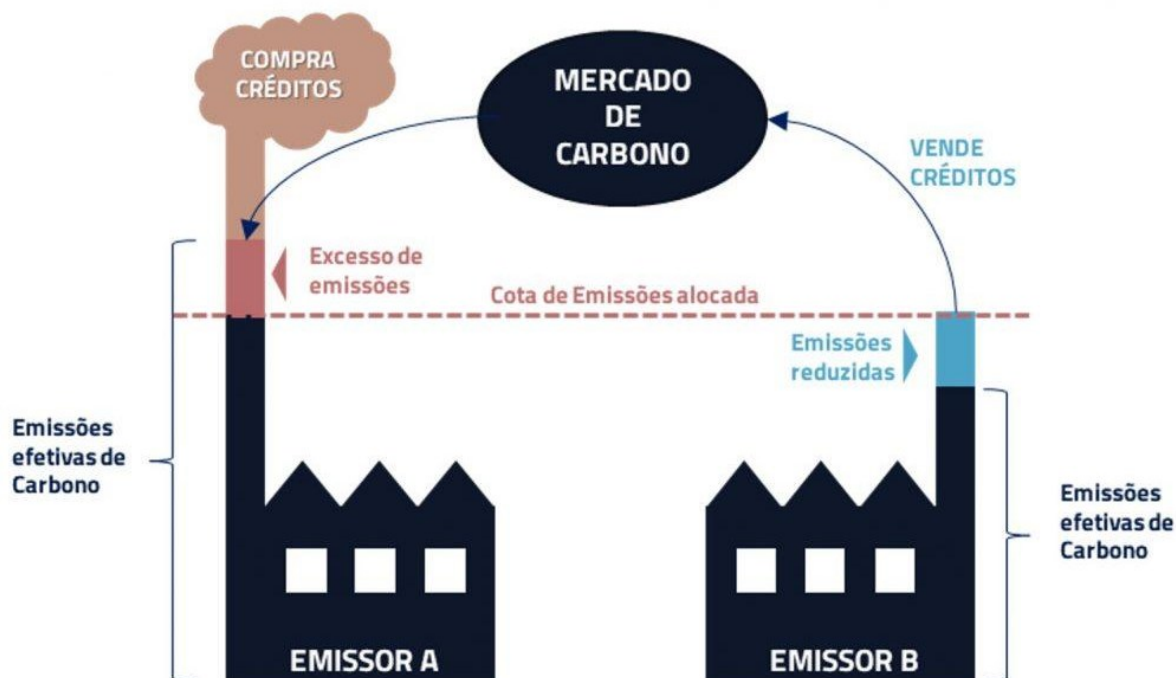 COMPRA
CRÉDITOS
MERCADO
DE
CARBONO
VENDE
CRÉDITOS
Excesso de
emissões
Cota de Emissões alocada
Emissões
reduzidas
Emissões
efetivas de
Carbono
Emissões
efetivas de
Carbono
EMISSOR A
EMISSOR B